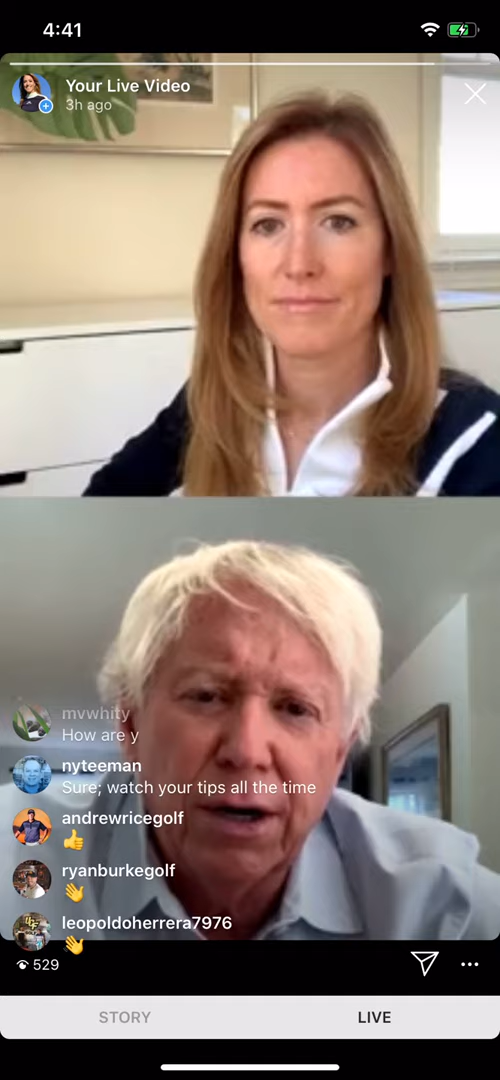 4:41
Your Live Video
3h ago
mvwhity
How are y
nyteeman
Sure; watch your tips all the time
andrewricegolf
👍
ryanburkegolf
👋
leopoldoherrera7976
👋
529
STORY
LIVE